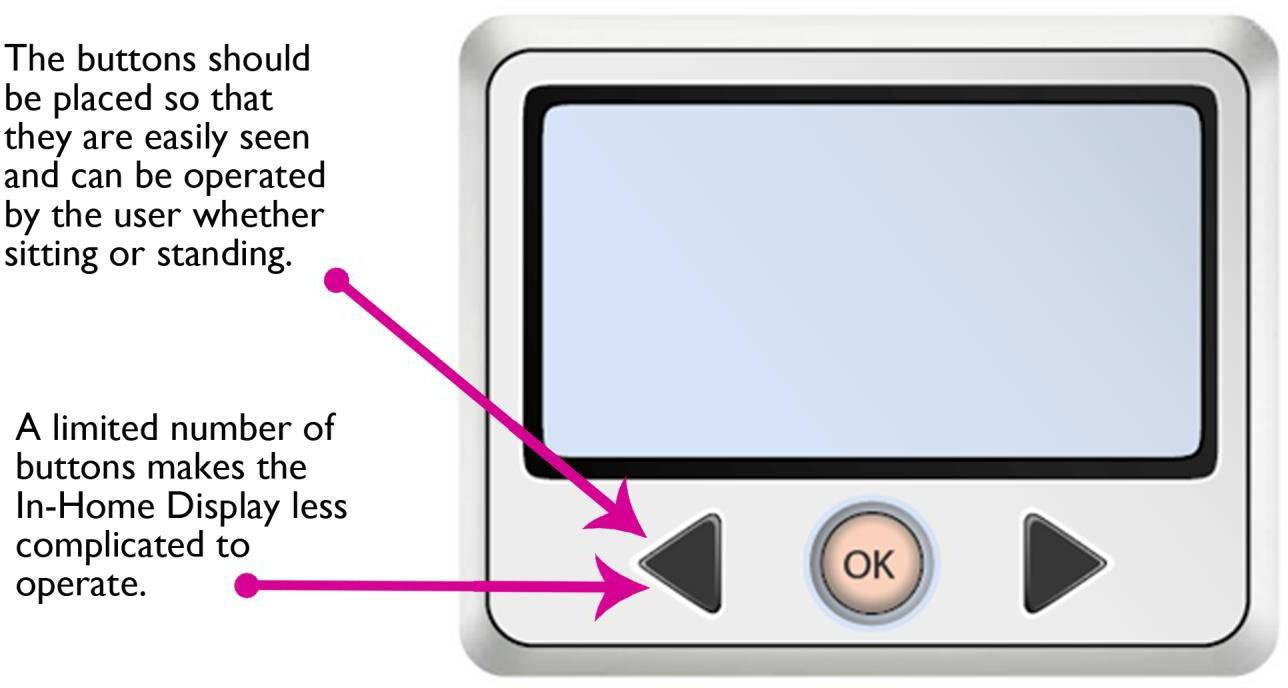 The buttons should
be placed so that
they are easily seen
and can be operated
by the user whether
sitting or standing.
A limited number of
buttons makes the
In-Home Display less
complicated to
operate.
OK